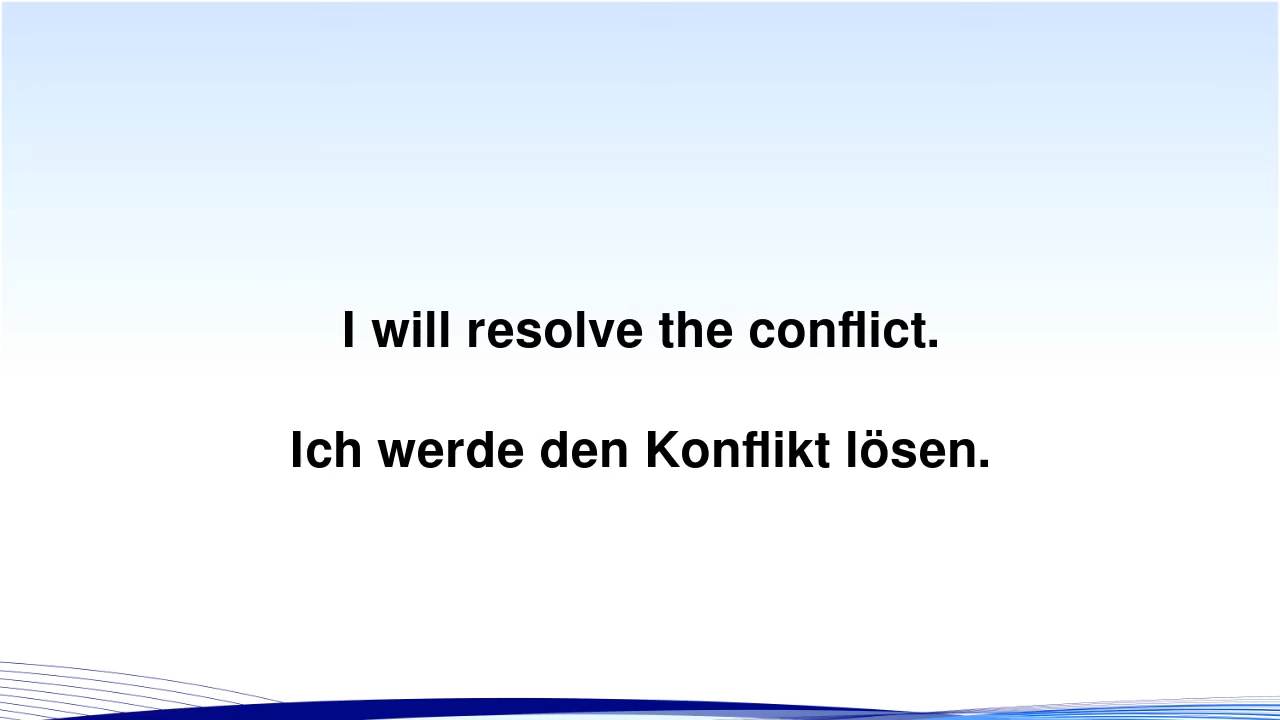 I will resolve the conflict.
Ich werde den Konflikt lösen.